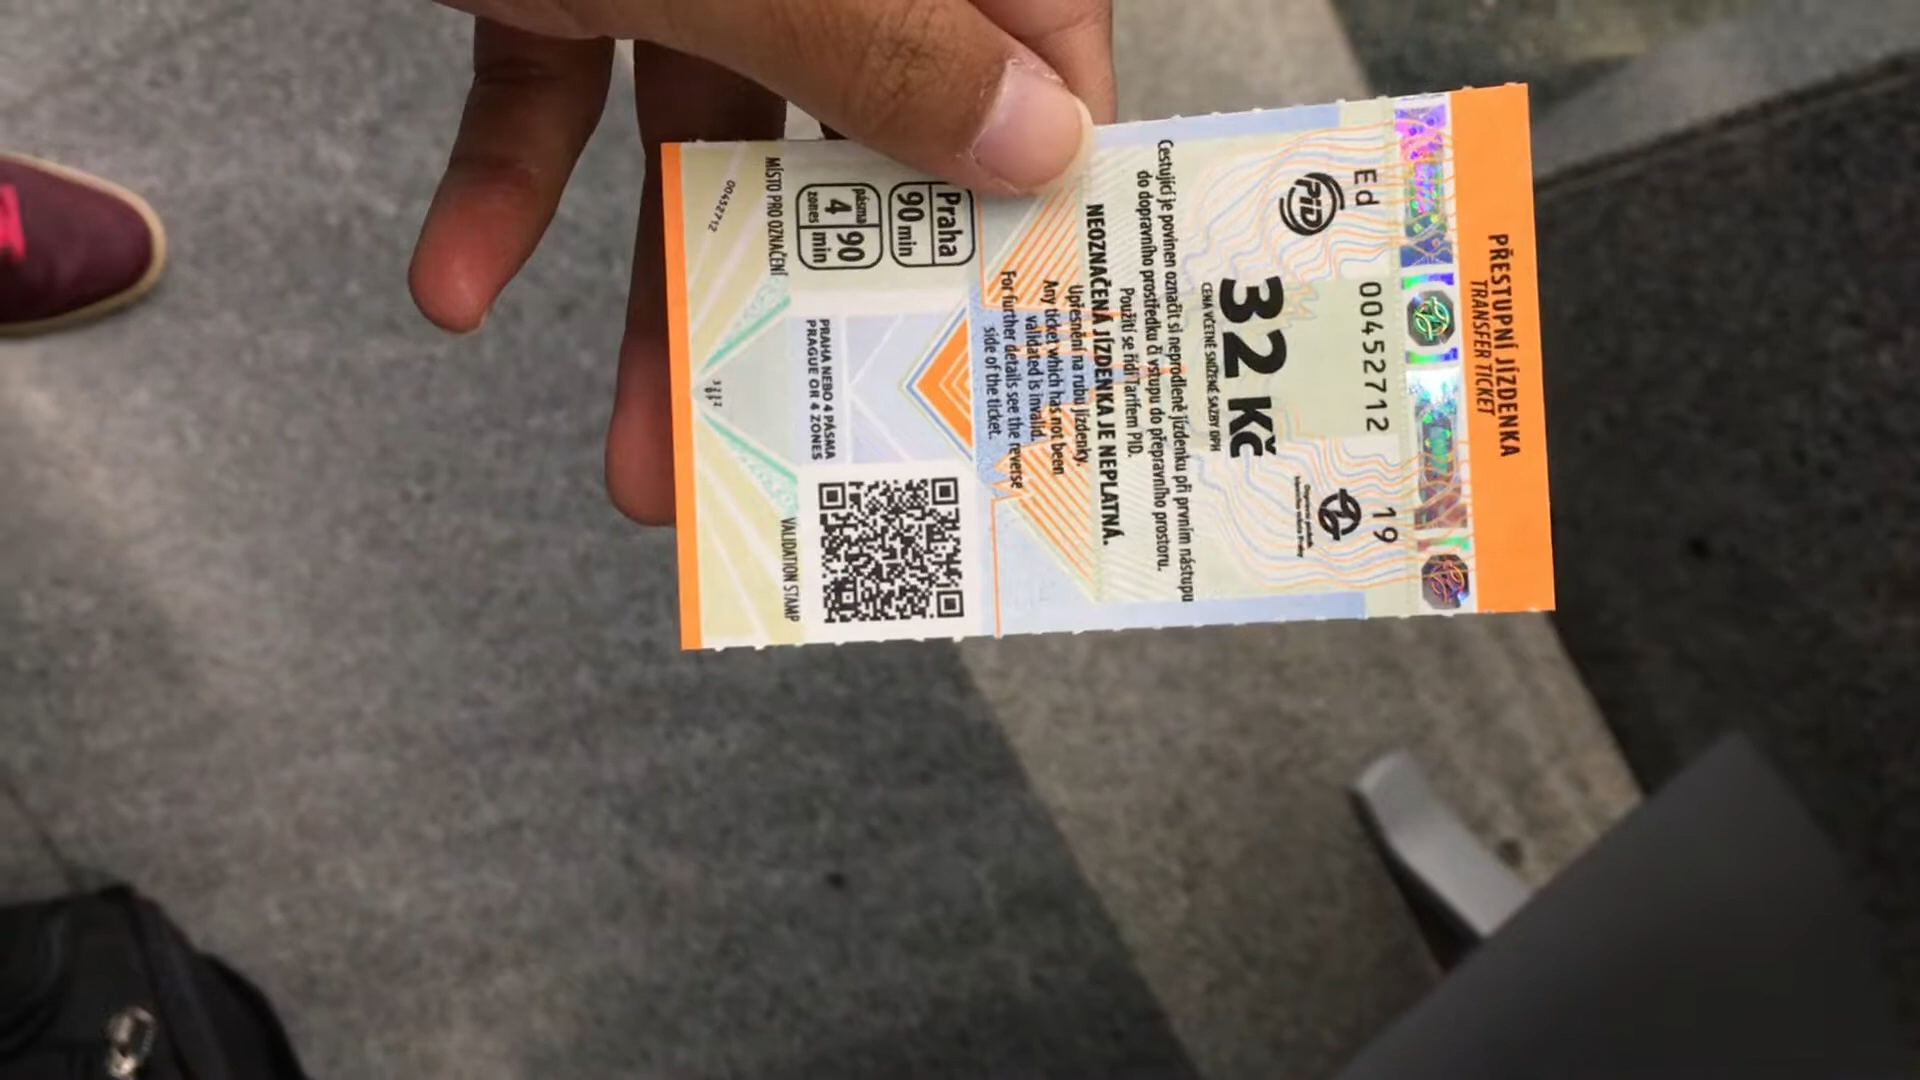 PŘESTUPNÍ JÍZDENKA
TRANSFER TICKET
Ed 00452712 19
PiD
32 Kč
CENA VČETNĚ SNÍŽENÉ SAZBY DPH
Cestující je povinen označit si neprodleně jízdenku při prvním nástupu
do dopravního prostředku či vstupu do přepravního prostoru.
Použití se řídí Tarifem PID.
NEOZNAČENÁ JÍZDENKA JE NEPLATNÁ.
Upřesnění na rubu jízdenky.
Any ticket which has not been
validated is invalid.
For further details see the reverse
side of the ticket.
Praha
90 min
pásma 4 zones
90 min
PRAHA NEBO 4 PÁSMA
PRAGUE OR 4 ZONES
MÍSTO PRO OZNAČENÍ
VALIDATION STAMP
00452712